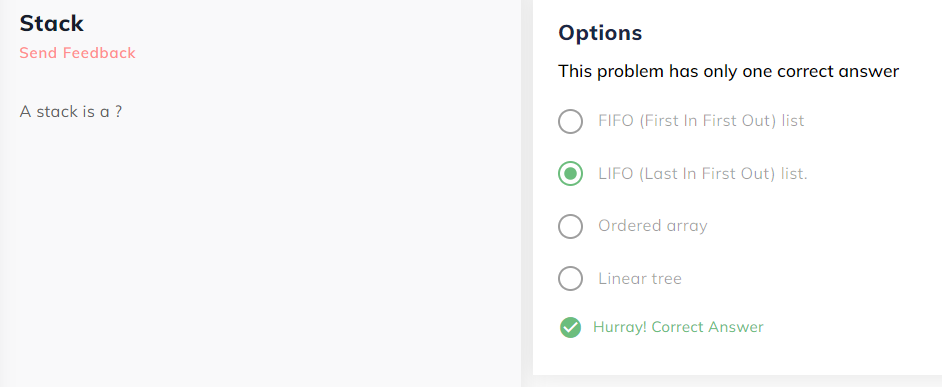 Stack
Send Feedback
A stack is a ?
Options
This problem has only one correct answer
FIFO (First In First Out) list
LIFO (Last In First Out) list.
Ordered array
Linear tree
Hurray! Correct Answer